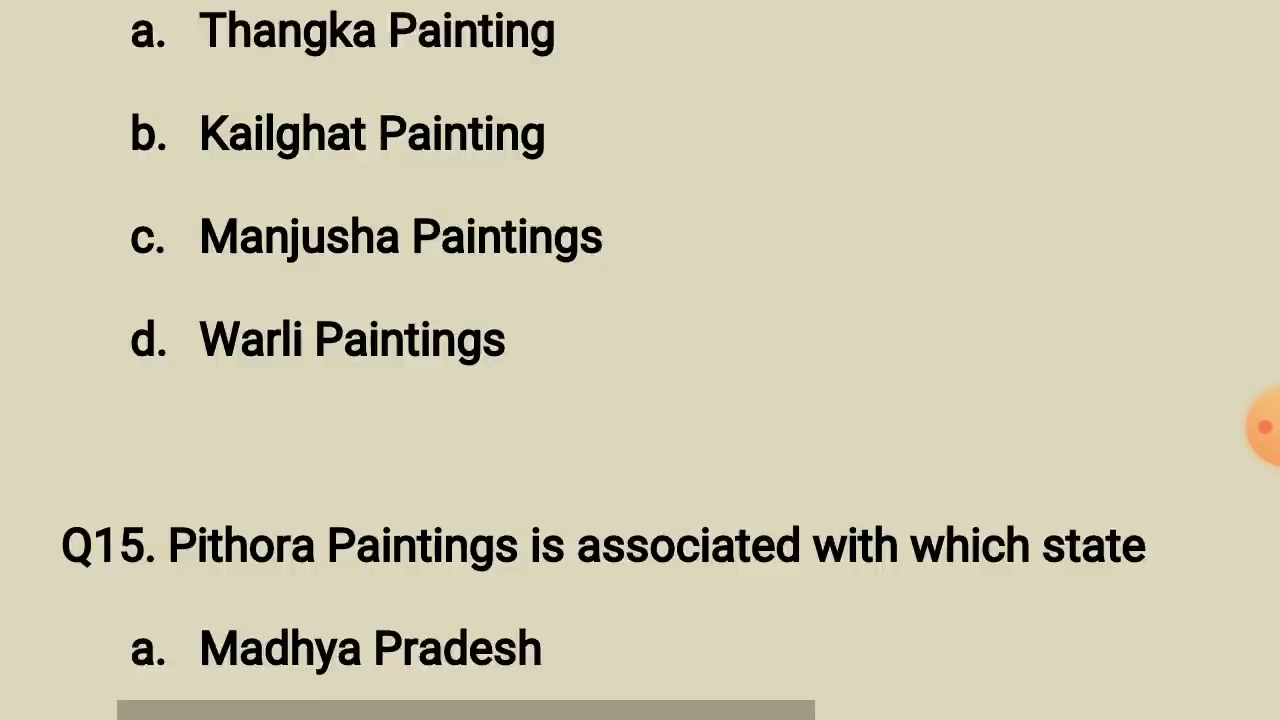 a. Thangka Painting
b. Kailghat Painting
c. Manjusha Paintings
d. Warli Paintings
Q15. Pithora Paintings is associated with which state
a. Madhya Pradesh